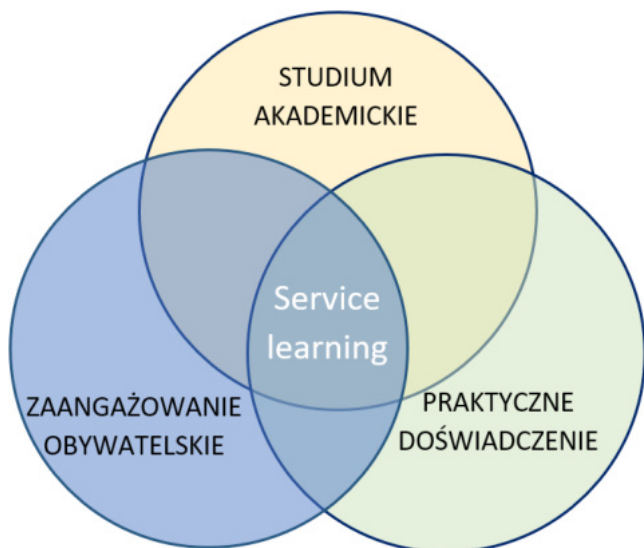 STUDIUM
AKADEMICKIE
Service
learning
ZAANGAŻOWANIE
OBYWATELSKIE
PRAKTYCZNE
DOŚWIADCZENIE